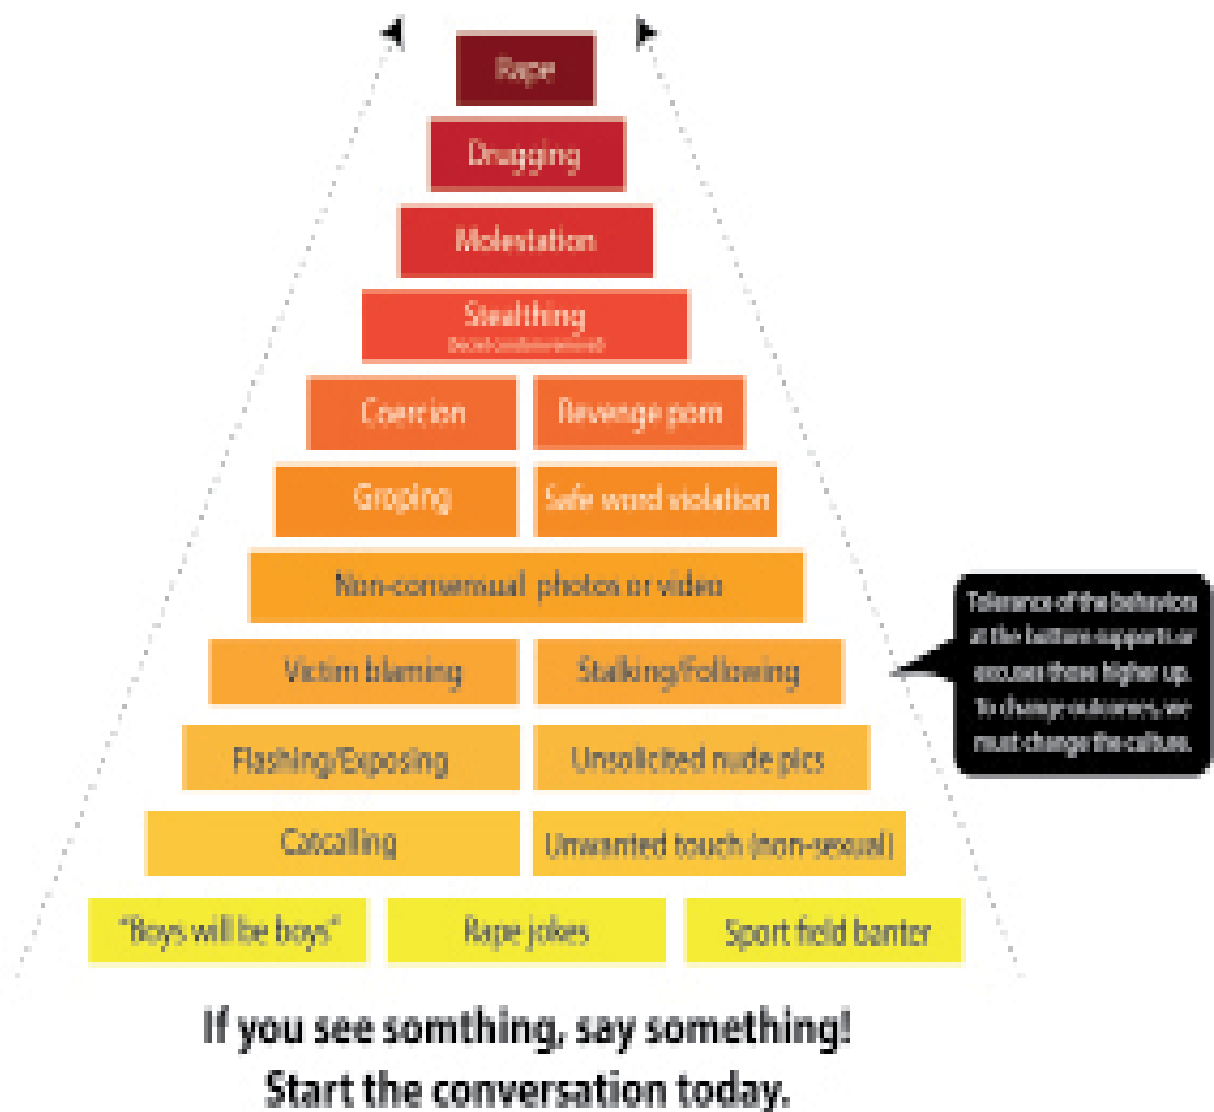 Rape
Drugging
Molestation
Stealthing
Coercion
Revenge porn
Groping
Safe word violation
Non-consensual photos or video
Victim blaming
Stalking/Following
Flashing/Exposing
Unsolicited nude pics
Catcalling
Unwanted touch (non-sexual)
"Boys will be boys"
Rape jokes
Sport field banter
Tolerance of the behaviors
at the bottom supports or
excuses those higher up.
To change outcomes, we
must change the culture.
If you see somthing, say something!
Start the conversation today.